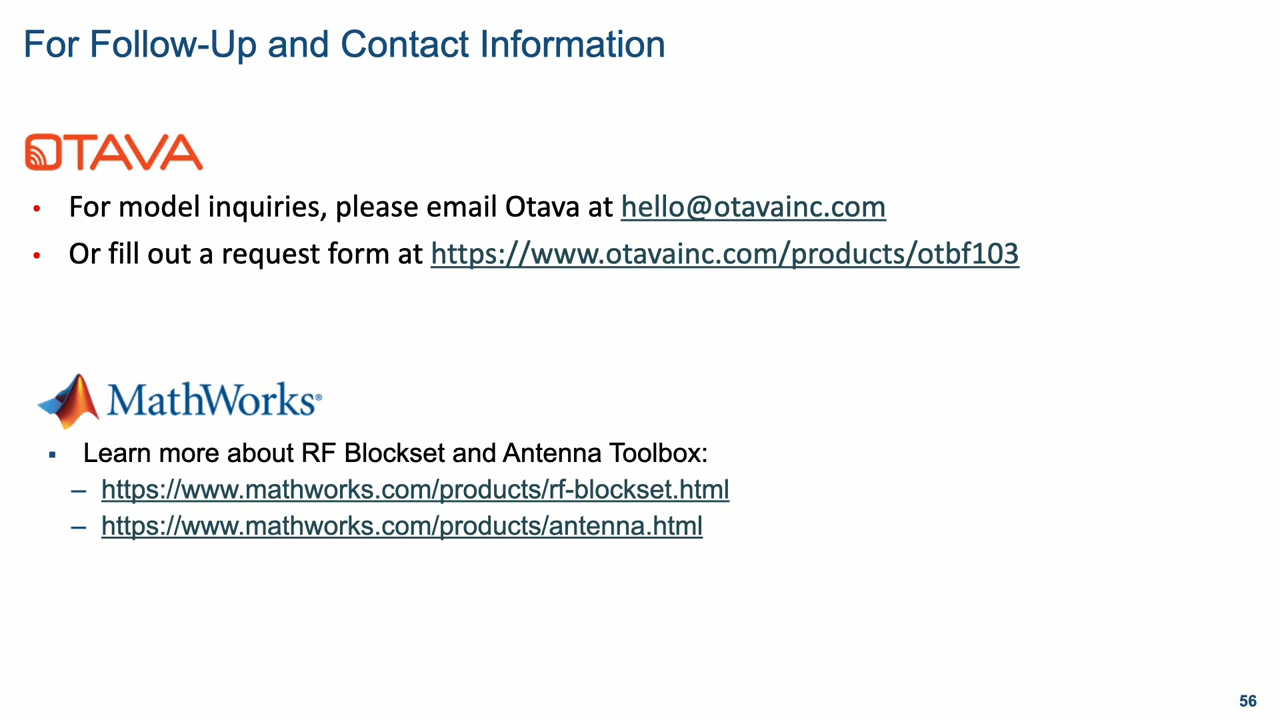 For Follow-Up and Contact Information
OTAVA
• For model inquiries, please email Otava at hello@otavainc.com
• Or fill out a request form at https://www.otavainc.com/products/otbf103
MathWorks®
▪ Learn more about RF Blockset and Antenna Toolbox:
– https://www.mathworks.com/products/rf-blockset.html
– https://www.mathworks.com/products/antenna.html
56